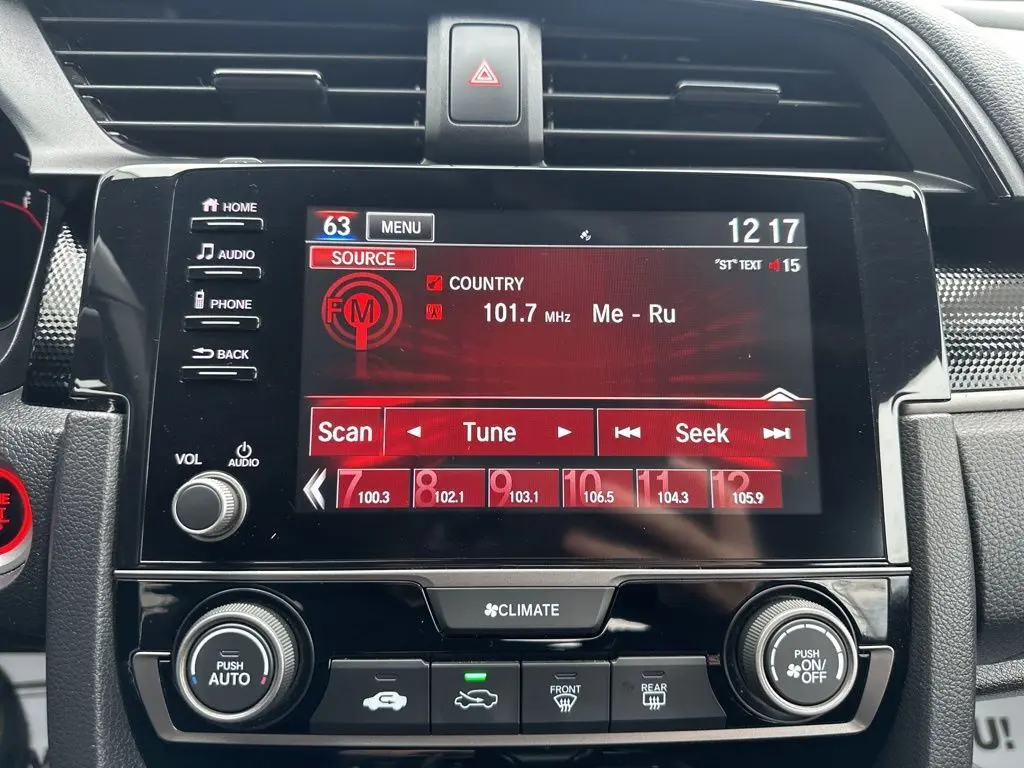 HOME
AUDIO
PHONE
BACK
VOL
AUDIO
63 MENU 12 17
SOURCE "ST" TEXT 15
FM COUNTRY
101.7 MHz Me - Ru
Scan Tune Seek
7 100.3 8 102.1 9 103.1 10 106.5 11 104.3 12 105.9
CLIMATE
PUSH
AUTO
FRONT
REAR
PUSH
ON/
OFF
U!